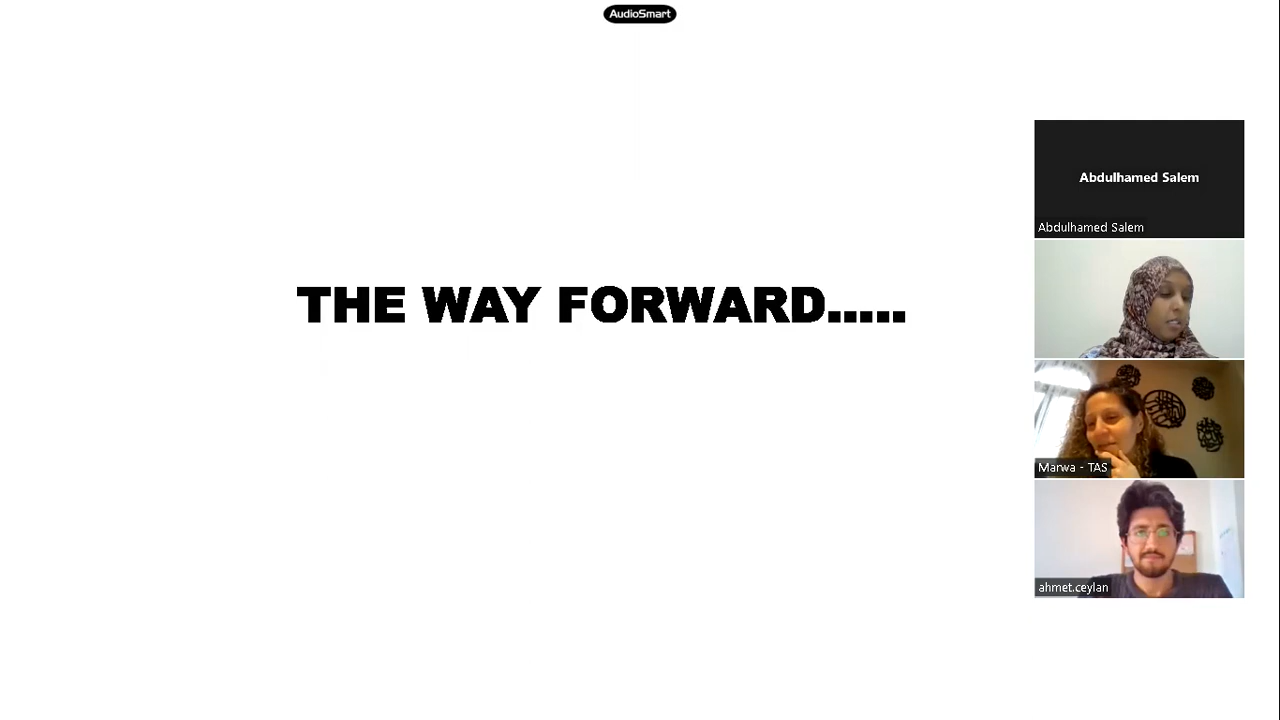 AudioSmart
THE WAY FORWARD.....
Abdulhamed Salem
Abdulhamed Salem
Marwa - TAS
ahmet.ceylan